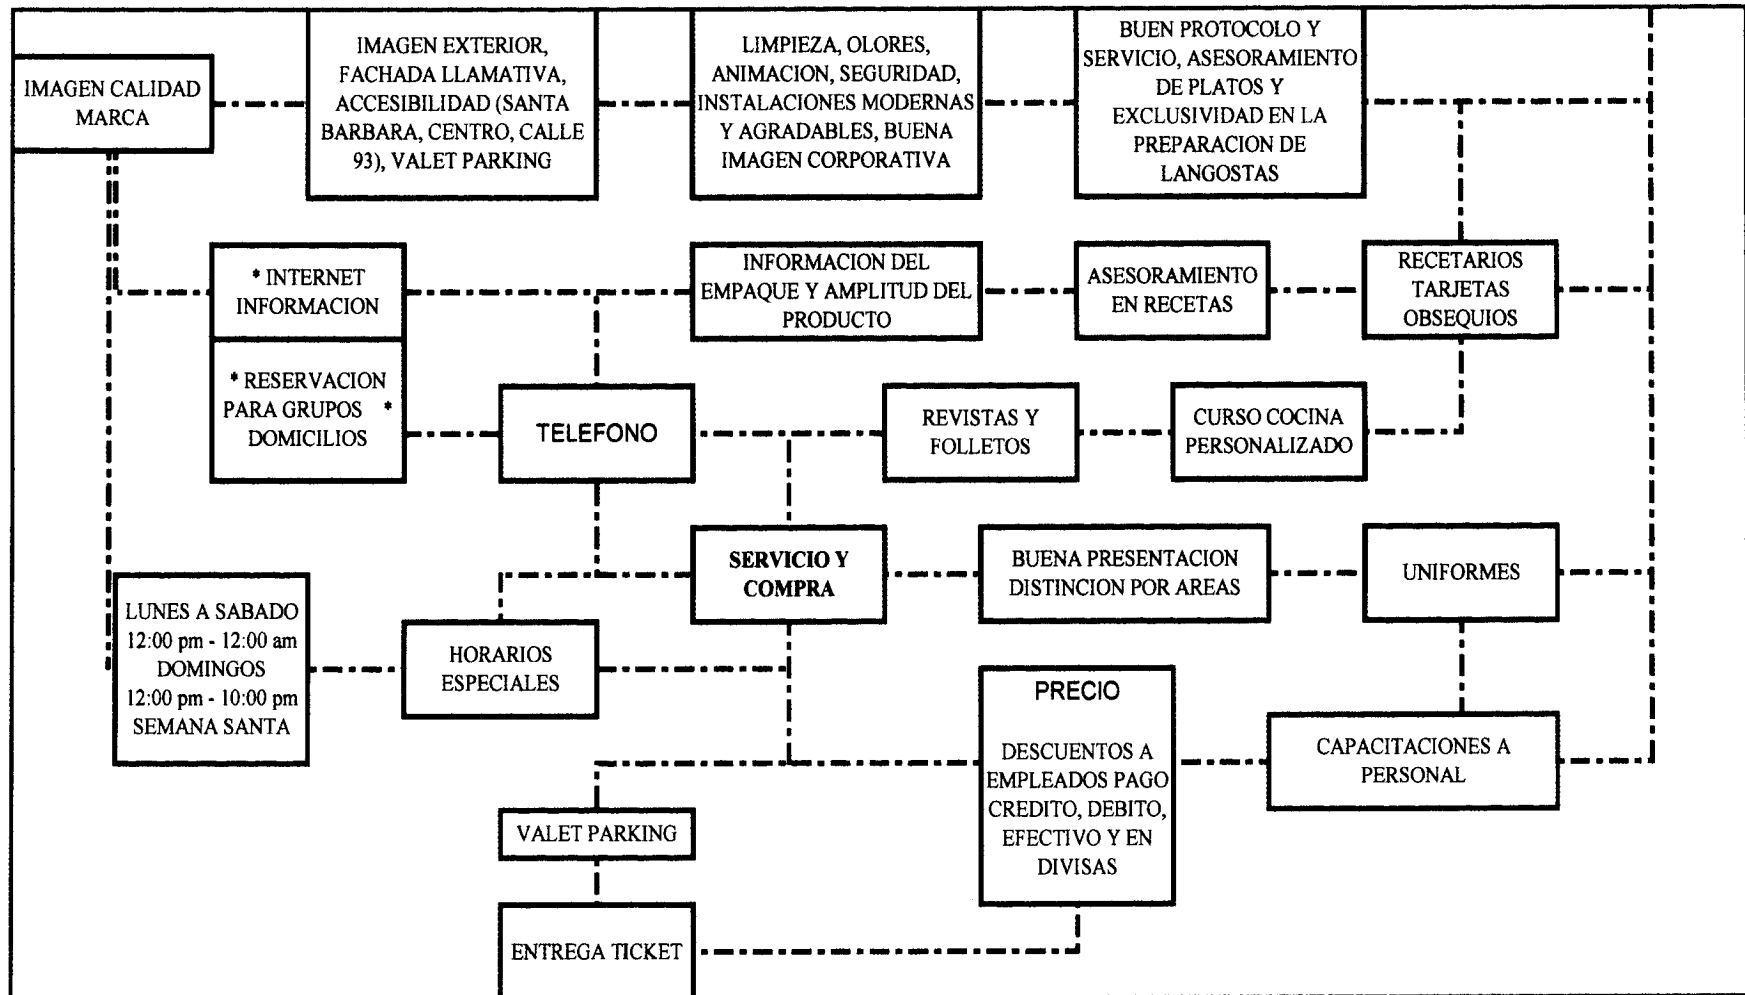 IMAGEN CALIDAD
MARCA
IMAGEN EXTERIOR,
FACHADA LLAMATIVA,
ACCESIBILIDAD (SANTA
BARBARA, CENTRO, CALLE
93), VALET PARKING
LIMPIEZA, OLORES,
ANIMACION, SEGURIDAD,
INSTALACIONES MODERNAS
Y AGRADABLES, BUENA
IMAGEN CORPORATIVA
BUEN PROTOCOLO Y
SERVICIO, ASESORAMIENTO
DE PLATOS Y
EXCLUSIVIDAD EN LA
PREPARACION DE
LANGOSTAS
* INTERNET
INFORMACION
INFORMACION DEL
EMPAQUE Y AMPLITUD DEL
PRODUCTO
ASESORAMIENTO
EN RECETAS
RECETARIOS
TARJETAS
OBSEQUIOS
* RESERVACION
PARA GRUPOS *
DOMICILIOS
TELEFONO
REVISTAS Y
FOLLETOS
CURSO COCINA
PERSONALIZADO
SERVICIO Y
COMPRA
BUENA PRESENTACION
DISTINCION POR AREAS
UNIFORMES
LUNES A SABADO
12:00 pm - 12:00 am
DOMINGOS
12:00 pm - 10:00 pm
SEMANA SANTA
HORARIOS
ESPECIALES
PRECIO
DESCUENTOS A
EMPLEADOS PAGO
CREDITO, DEBITO,
EFECTIVO Y EN
DIVISAS
CAPACITACIONES A
PERSONAL
VALET PARKING
ENTREGA TICKET